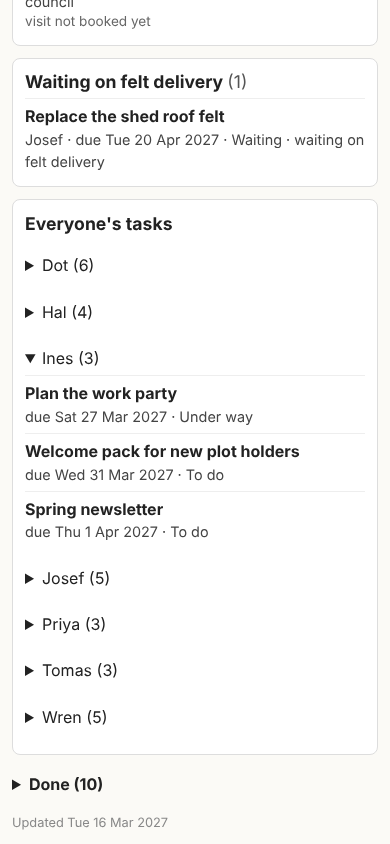 council
visit not booked yet
Waiting on felt delivery (1)
Replace the shed roof felt
Josef · due Tue 20 Apr 2027 · Waiting · waiting on
felt delivery
Everyone's tasks
Dot (6)
Hal (4)
Ines (3)
Plan the work party
due Sat 27 Mar 2027 · Under way
Welcome pack for new plot holders
due Wed 31 Mar 2027 · To do
Spring newsletter
due Thu 1 Apr 2027 · To do
Josef (5)
Priya (3)
Tomas (3)
Wren (5)
Done (10)
Updated Tue 16 Mar 2027